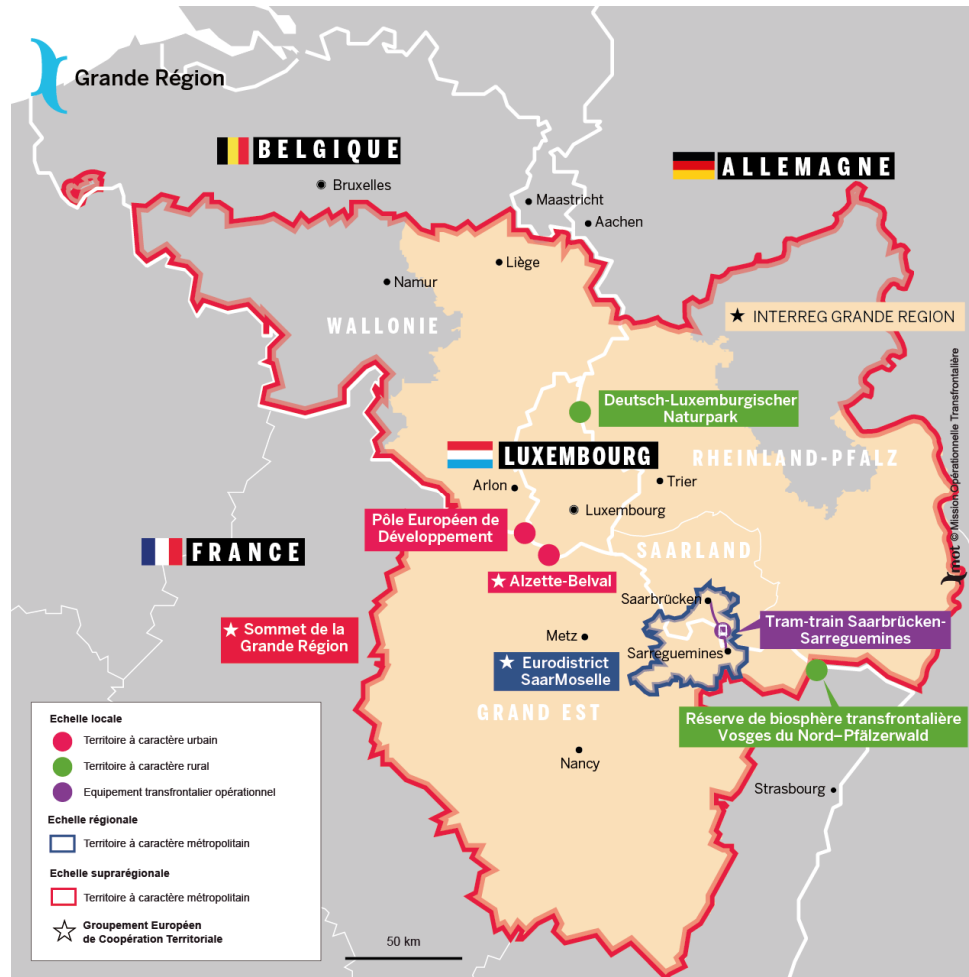 Grande Région
BELGIQUE
Bruxelles
ALLEMAGNE
Maastricht
Aachen
Liège
Namur
WALLONIE
★ INTERREG GRANDE REGION
Deutsch-Luxemburgischer
Naturpark
LUXEMBOURG
RHEINLAND-PFALZ
Arlon
Trier
Luxembourg
Pôle Européen de
Développement
FRANCE
SAARLAND
★ Alzette-Belval
Saarbrücken
★ Sommet de la
Grande Région
Metz
Tram-train Saarbrücken-
Sarreguemines
Sarreguemines
★ Eurodistrict
SaarMoselle
GRAND EST
Réserve de biosphère transfrontalière
Vosges du Nord–Pfälzerwald
Nancy
Strasbourg
Echelle locale
Territoire à caractère urbain
Territoire à caractère rural
Equipement transfrontalier opérationnel
Echelle régionale
Territoire à caractère métropolitain
Echelle suprarégionale
Territoire à caractère métropolitain
Groupement Européen
de Coopération Territoriale
50 km
mot © Mission Opérationnelle Transfrontalière